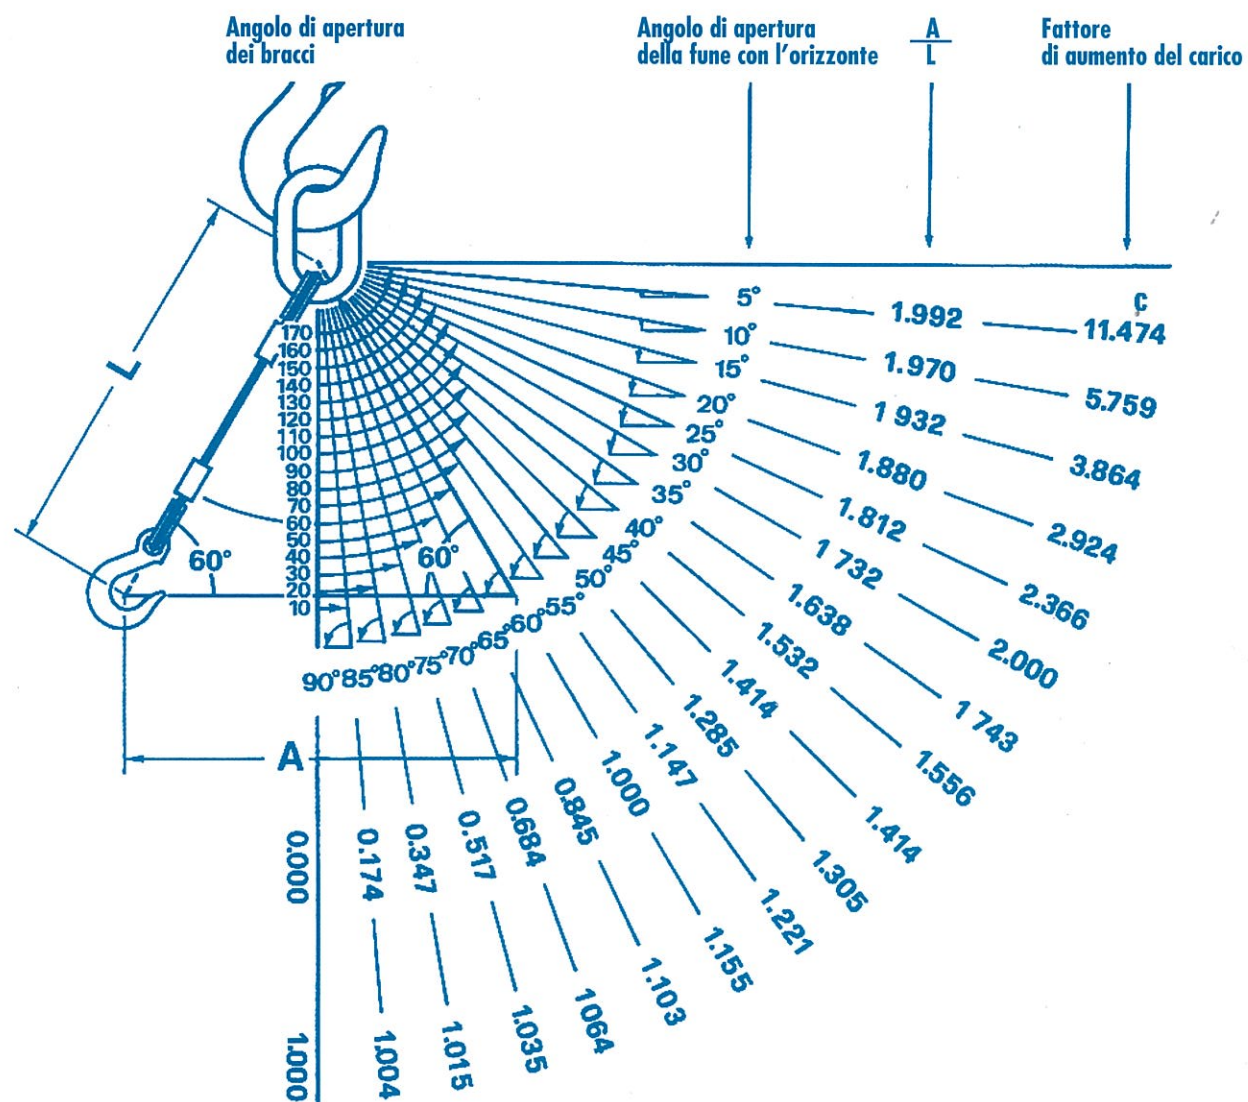 Angolo di apertura
dei bracci
Angolo di apertura
della fune con l'orizzonte
A
L
Fattore
di aumento del carico
L
170
160
150
140
130
120
110
100
90
80
70
60
50
40
30
20
10
60°
60°
A
Ç
5° 1.992 11.474
10° 1.970 5.759
15° 1 932 3.864
20° 1.880 2.924
25° 1.812 2.366
30° 1 732 2.000
35° 1.638 1 743
40° 1.532 1.556
45° 1.414 1.414
50° 1.285 1.305
55° 1.147 1.221
60° 1.000 1.155
65° 0.845 1.103
70° 0.684 1064
75° 0.517 1.035
80° 0.347 1.015
85° 0.174 1.004
90° 0.000 1.000